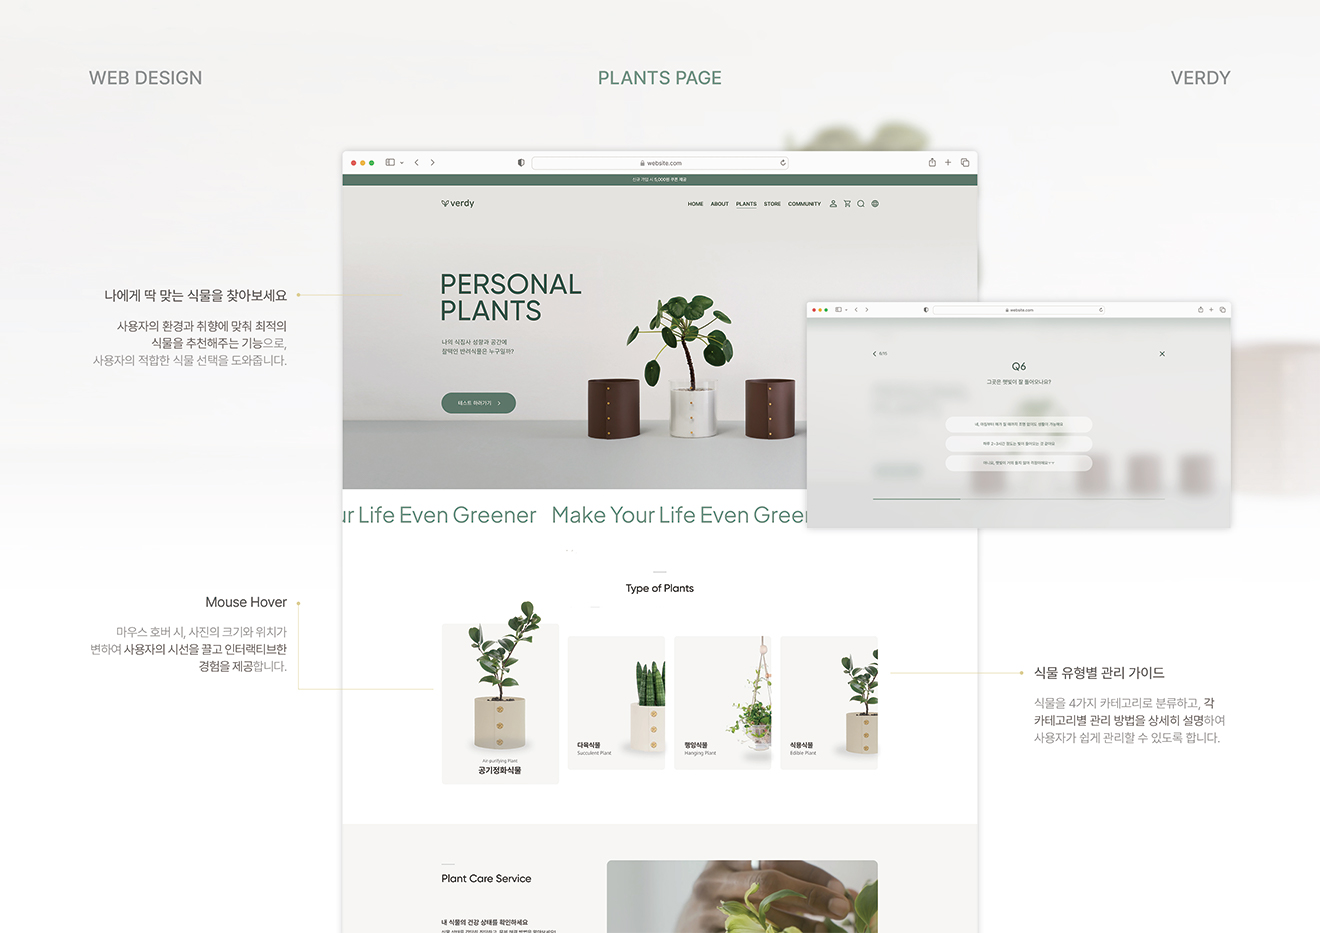 WEB DESIGN
PLANTS PAGE
VERDY
website.com
신규 가입 시 5,000원 쿠폰 제공
verdy
HOME ABOUT PLANTS STORE COMMUNITY
나에게 딱 맞는 식물을 찾아보세요
사용자의 환경과 취향에 맞춰 최적의
식물을 추천해주는 기능으로,
사용자의 적합한 식물 선택을 도와줍니다.
PERSONAL
PLANTS
나의 식집사 성향과 공간에
찰떡인 반려식물은 누구일까?
테스트 하러가기
website.com
6/15
Q6
그곳은 햇빛이 잘 들어오나요?
ur Life Even Greener Make Your Life Even Green
Type of Plants
Mouse Hover
마우스 호버 시, 사진의 크기와 위치가
변하여 사용자의 시선을 끌고 인터랙티브한
경험을 제공합니다.
Air-purifying Plant
공기정화식물
다육식물
Succulent Plant
행잉식물
Hanging Plant
식용식물
Edible Plant
식물 유형별 관리 가이드
식물을 4가지 카테고리로 분류하고, 각
카테고리별 관리 방법을 상세히 설명하여
사용자가 쉽게 관리할 수 있도록 합니다.
Plant Care Service
내 식물의 건강 상태를 확인하세요